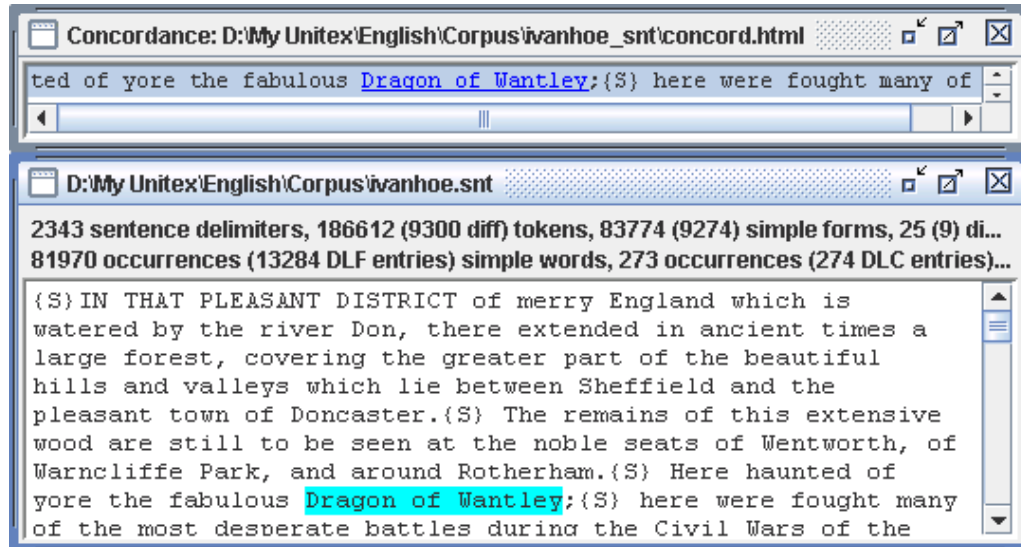 Concordance: D:\My Unitex\English\Corpus\ivanhoe_snt\concord.html
ted of yore the fabulous Dragon of Wantley;{S} here were fought many of
D:\My Unitex\English\Corpus\ivanhoe.snt
2343 sentence delimiters, 186612 (9300 diff) tokens, 83774 (9274) simple forms, 25 (9) di...
81970 occurrences (13284 DLF entries) simple words, 273 occurrences (274 DLC entries)...
{S}IN THAT PLEASANT DISTRICT of merry England which is
watered by the river Don, there extended in ancient times a
large forest, covering the greater part of the beautiful
hills and valleys which lie between Sheffield and the
pleasant town of Doncaster.{S} The remains of this extensive
wood are still to be seen at the noble seats of Wentworth, of
Warncliffe Park, and around Rotherham.{S} Here haunted of
yore the fabulous Dragon of Wantley;{S} here were fought many
of the most desperate battles during the Civil Wars of the